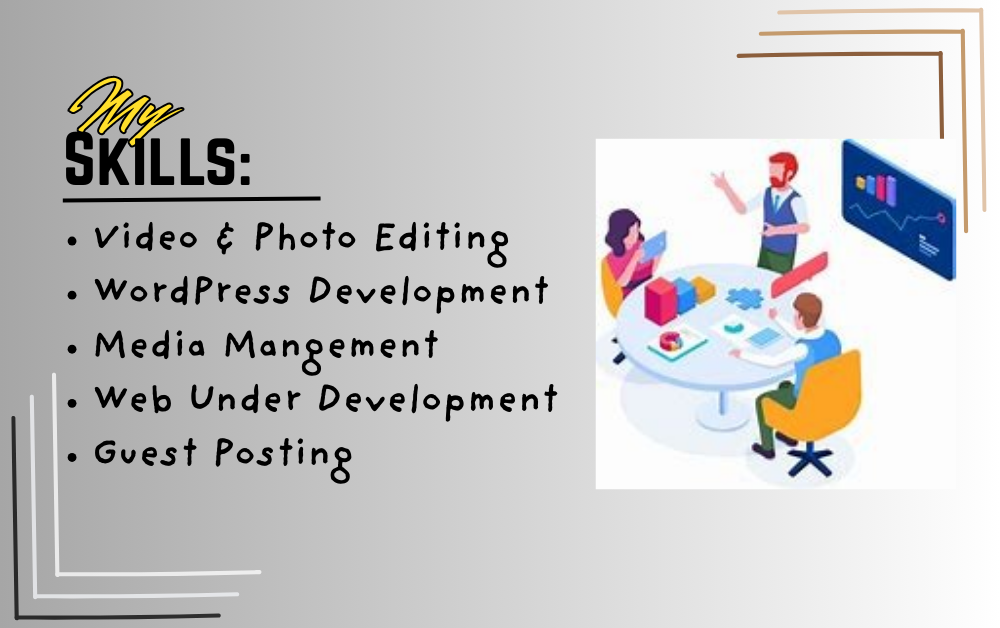 My
SKILLS:
• Video & Photo Editing
• WordPress Development
• Media Mangement
• Web Under Development
• Guest Posting